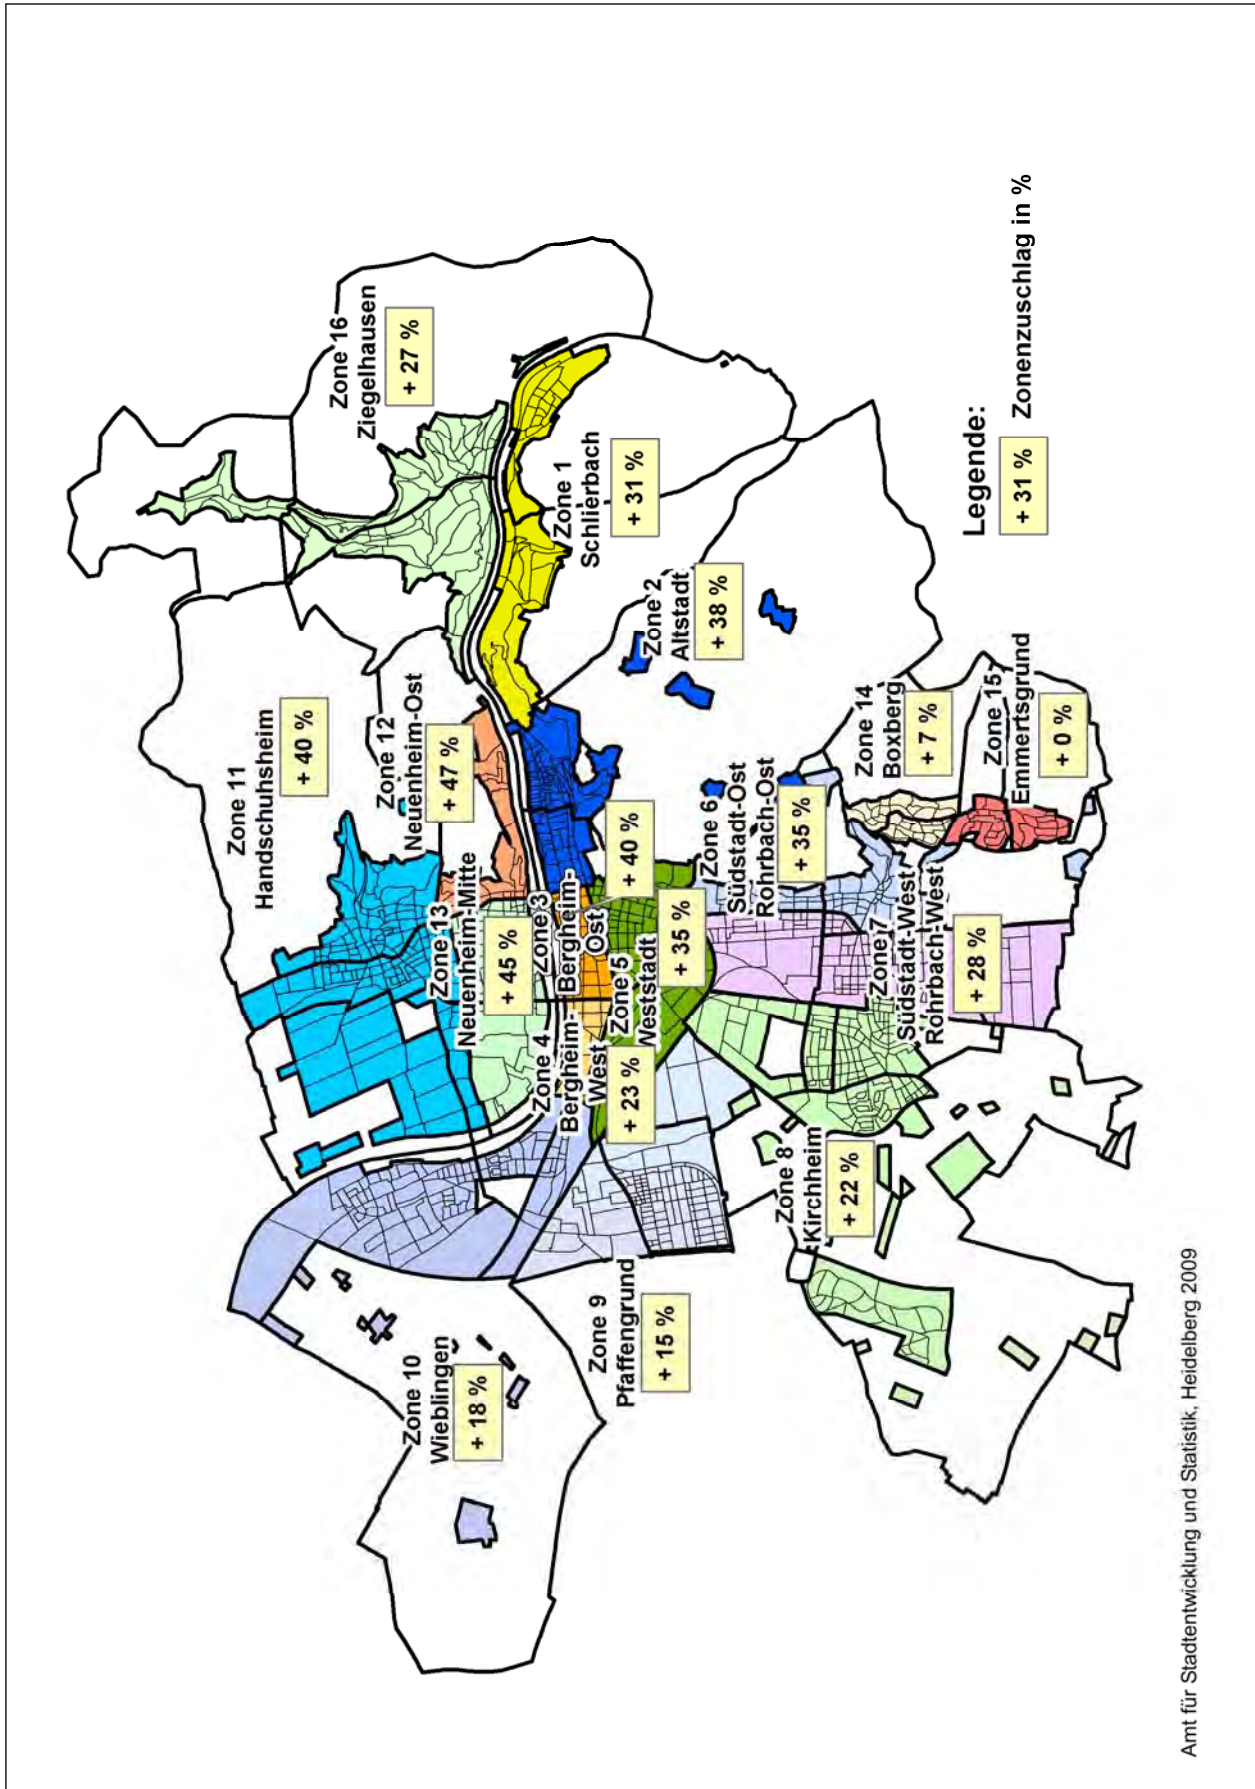 Zone 11
Handschuhsheim
+ 40 %
Zone 16
Ziegelhausen
+ 27 %
Zone 12
Neuenheim-Ost
+ 47 %
Zone 10
Wieblingen
+ 18 %
Zone 13
Neuenheim-Mitte
+ 45 %
Zone 4
Bergheim-
West
+ 23 %
Zone 3
Bergheim-
Ost
+ 40 %
Zone 1
Schlierbach
+ 31 %
Zone 9
Pfaffengrund
+ 15 %
Zone 5
Weststadt
+ 35 %
Zone 2
Altstadt
+ 38 %
Zone 6
Südstadt-Ost
Rohrbach-Ost
+ 35 %
Zone 8
Kirchheim
+ 22 %
Zone 7
Südstadt-West
Rohrbach-West
+ 28 %
Zone 14
Boxberg
+ 7 %
Zone 15
Emmertsgrund
+ 0 %
Legende:
+ 31 % Zonenzuschlag in %
Amt für Stadtentwicklung und Statistik, Heidelberg 2009